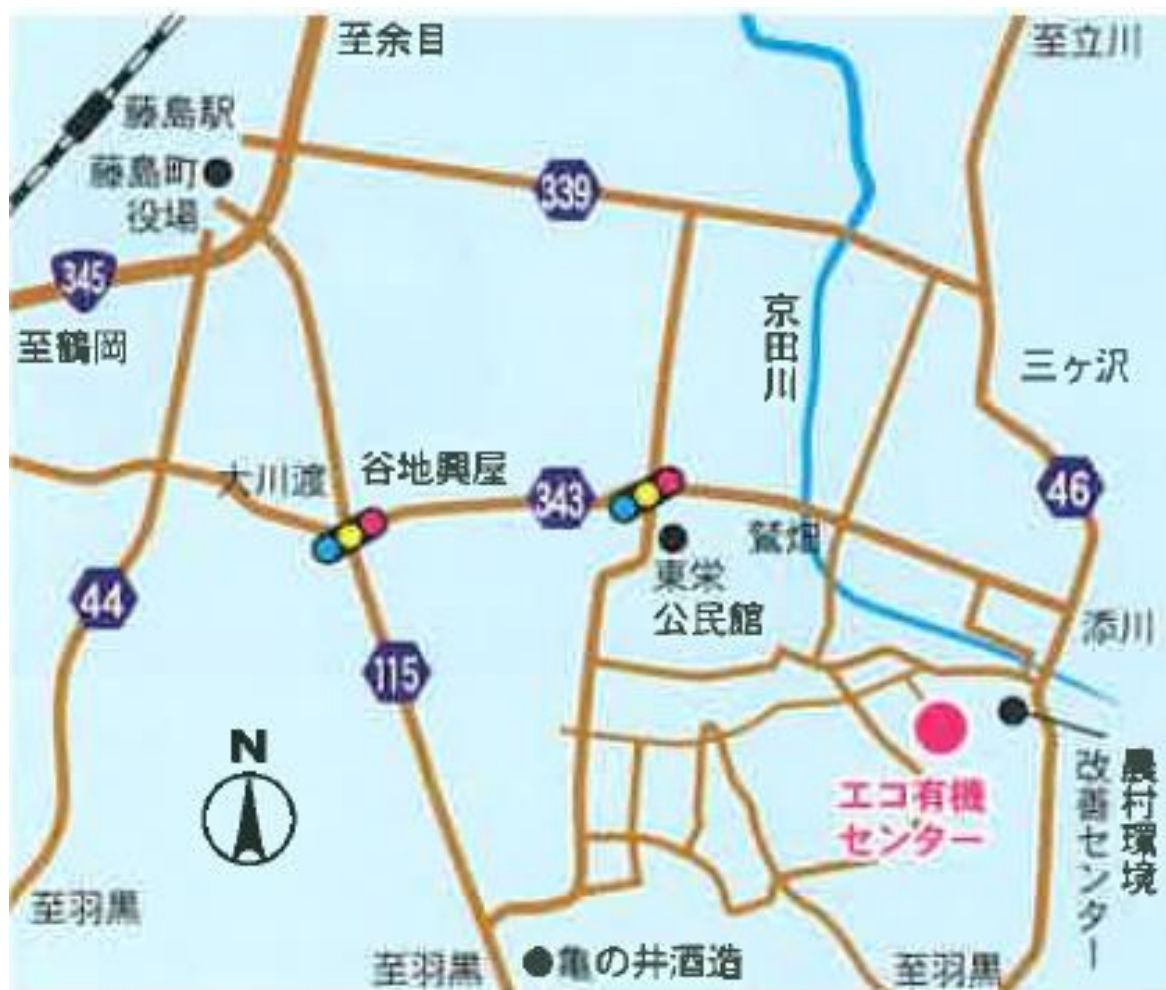 至余目
至立川
藤島駅
藤島町
役場
339
345
至鶴岡
京田川
三ヶ沢
大川渡
谷地興屋
343
46
鷲畑
東栄
公民館
44
添川
115
N
エコ有機
センター
農村環境
改善センター
至羽黒
至羽黒
亀の井酒造
至羽黒